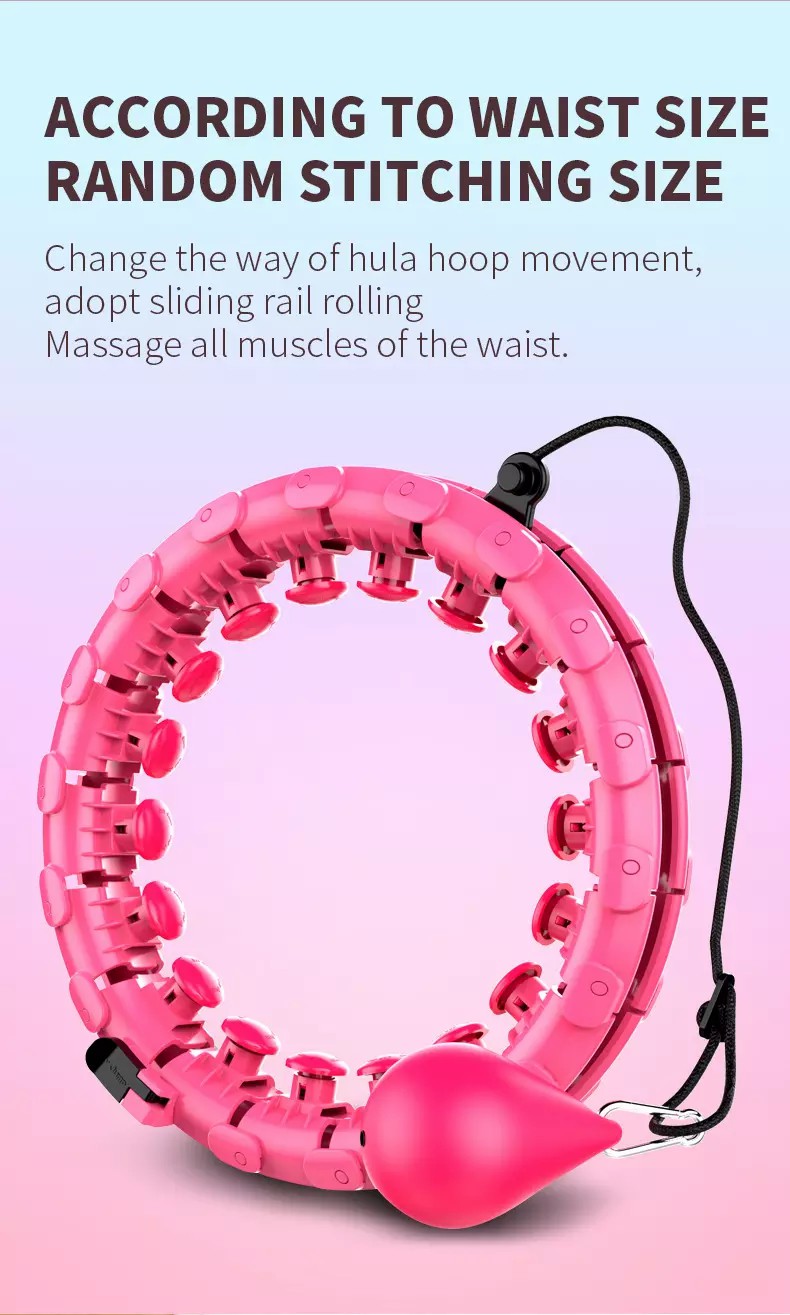 ACCORDING TO WAIST SIZE
RANDOM STITCHING SIZE
Change the way of hula hoop movement,
adopt sliding rail rolling
Massage all muscles of the waist.